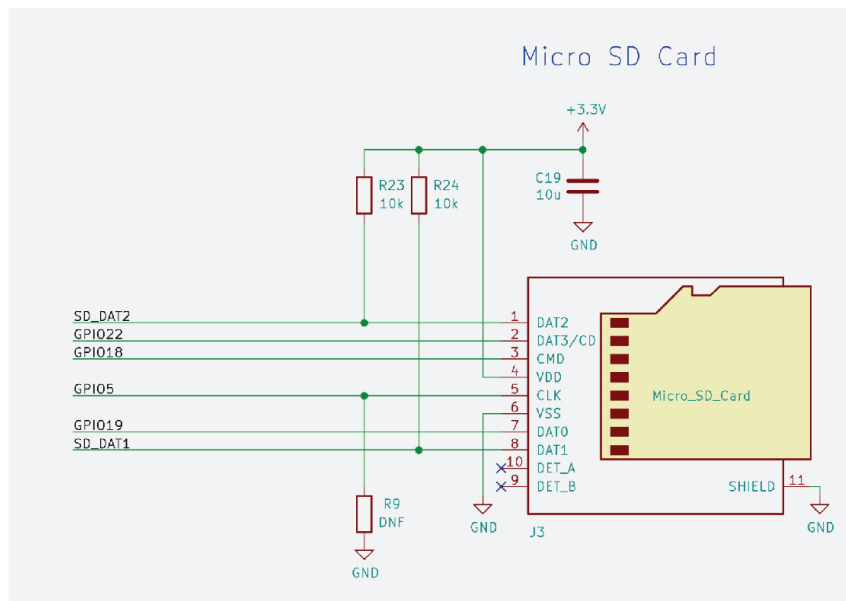 Micro SD Card
+3.3V
R23
10k
R24
10k
C19
10u
GND
SD_DAT2
GPIO22
GPIO18
GPIO5
GPIO19
SD_DAT1
1 DAT2
2 DAT3/CD
3 CMD
4 VDD
5 CLK
6 VSS
7 DAT0
8 DAT1
10 DET_A
9 DET_B
Micro_SD_Card
SHIELD 11
R9
DNF
GND
GND
J3
GND